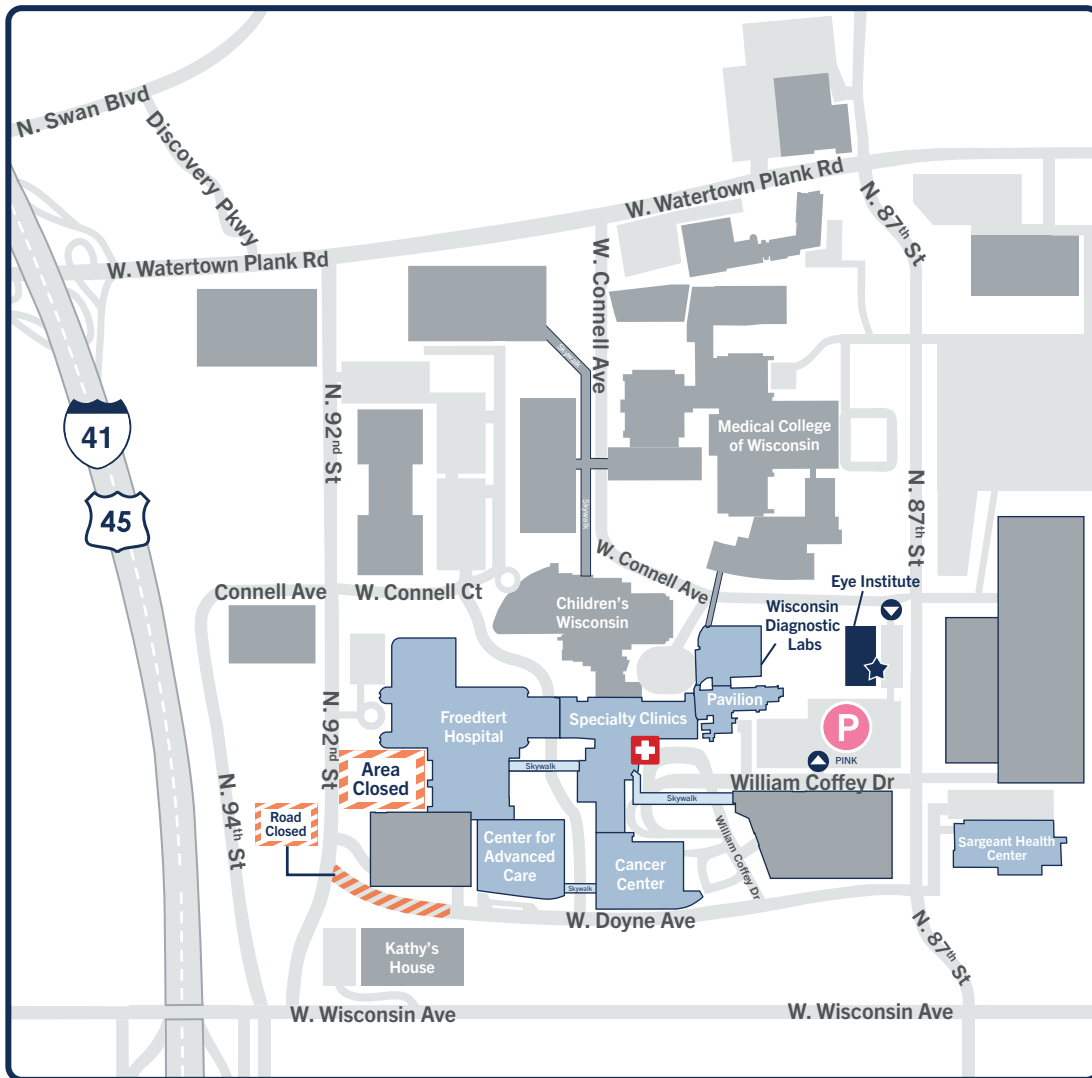 N. Swan Blvd
Discovery Pkwy
W. Watertown Plank Rd
W. Watertown Plank Rd
N. 87th St
W. Connell Ave
Skywalk
41
45
N. 92nd St
Medical College
of Wisconsin
Skywalk
N. 87th St
W. Connell Ave
Connell Ave
W. Connell Ct
Children's
Wisconsin
Eye Institute
Wisconsin
Diagnostic
Labs
Froedtert
Hospital
Specialty Clinics
Pavilion
P
PINK
N. 92nd St
Area
Closed
Skywalk
Skywalk
William Coffey Dr
N. 94th St
Road
Closed
Center for
Advanced
Care
Cancer
Center
Skywalk
William Coffey Dr
Sargeant Health
Center
W. Doyne Ave
N. 87th St
Kathy's
House
W. Wisconsin Ave
W. Wisconsin Ave